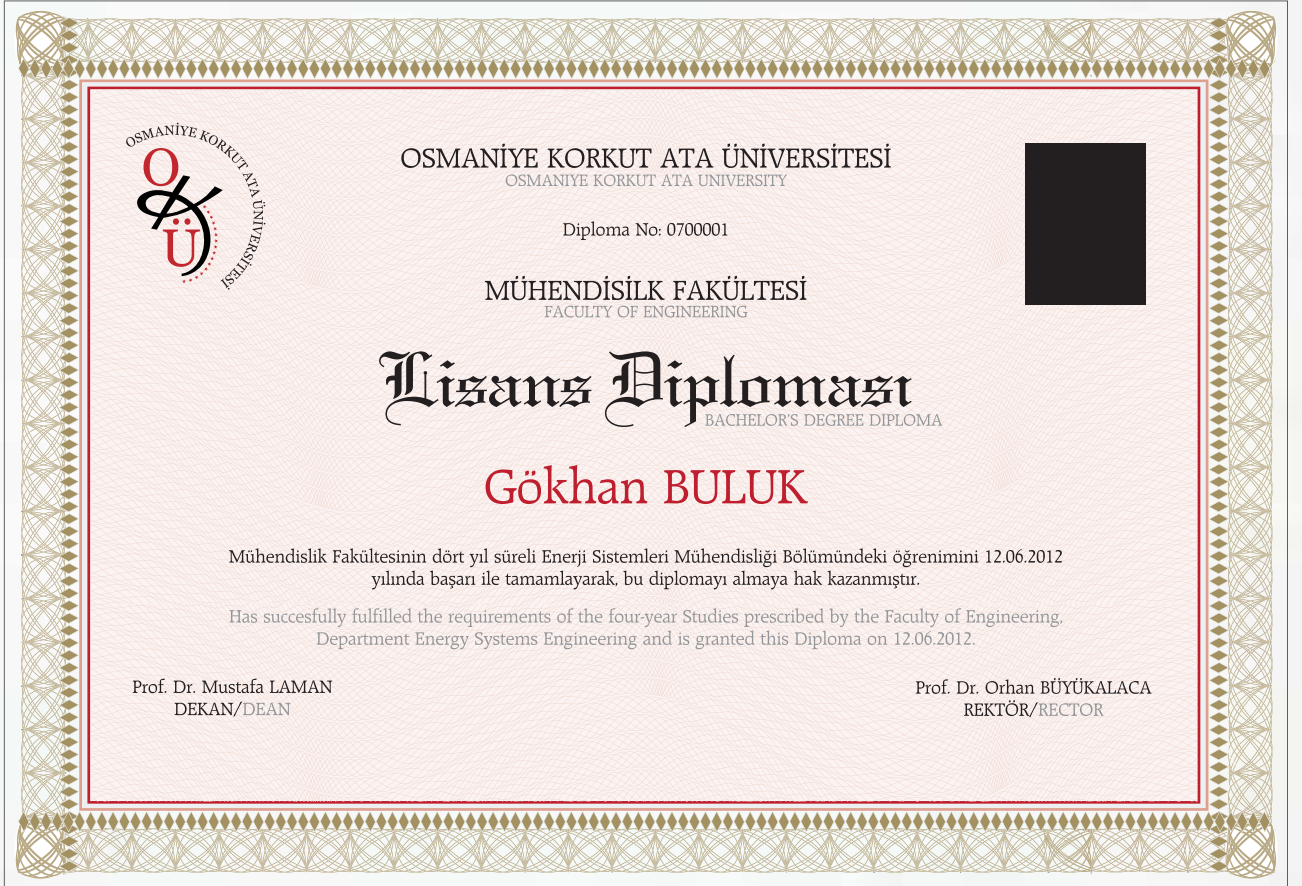 OSMANİYE KORKUT ATA ÜNİVERSİTESİ
OKÜ
OSMANİYE KORKUT ATA ÜNİVERSİTESİ
OSMANIYE KORKUT ATA UNIVERSITY
Diploma No: 0700001
MÜHENDİSİLK FAKÜLTESİ
FACULTY OF ENGINEERING
Lisans Diploması
BACHELOR'S DEGREE DIPLOMA
Gökhan BULUK
Mühendislik Fakültesinin dört yıl süreli Enerji Sistemleri Mühendisliği Bölümündeki öğrenimini 12.06.2012
yılında başarı ile tamamlayarak, bu diplomayı almaya hak kazanmıştır.
Has succesfully fulfilled the requirements of the four-year Studies prescribed by the Faculty of Engineering,
Department Energy Systems Engineering and is granted this Diploma on 12.06.2012.
Prof. Dr. Mustafa LAMAN
DEKAN/DEAN
Prof. Dr. Orhan BÜYÜKALACA
REKTÖR/RECTOR